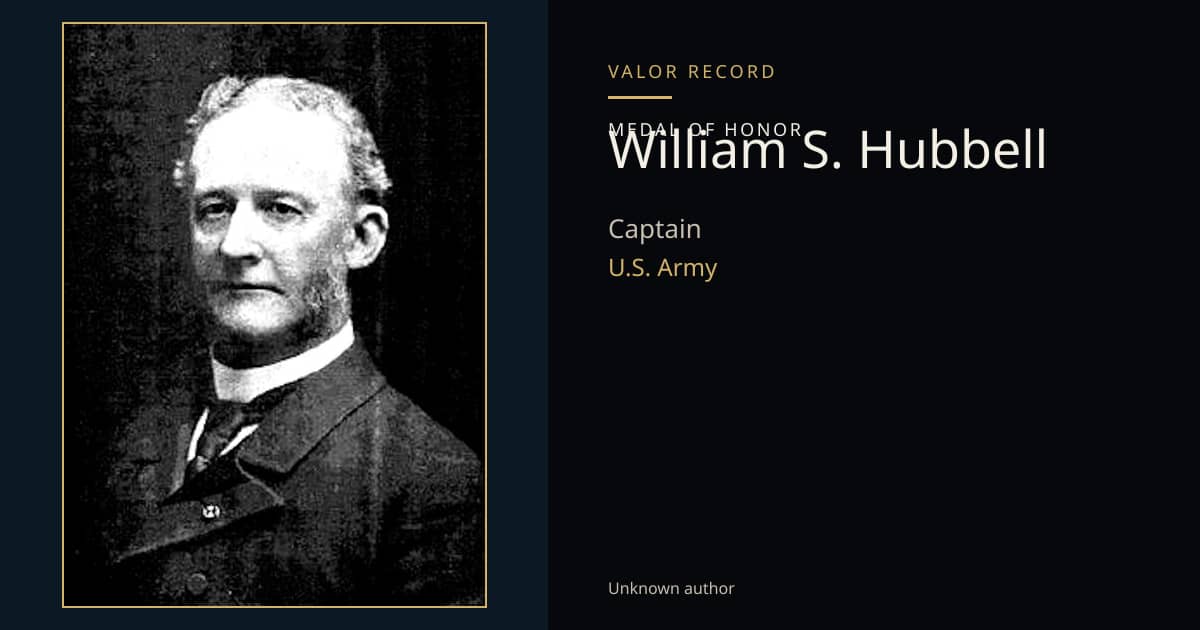 VALOR RECORD
MEDAL OF HONOR
William S. Hubbell
Captain
U.S. Army
Unknown author